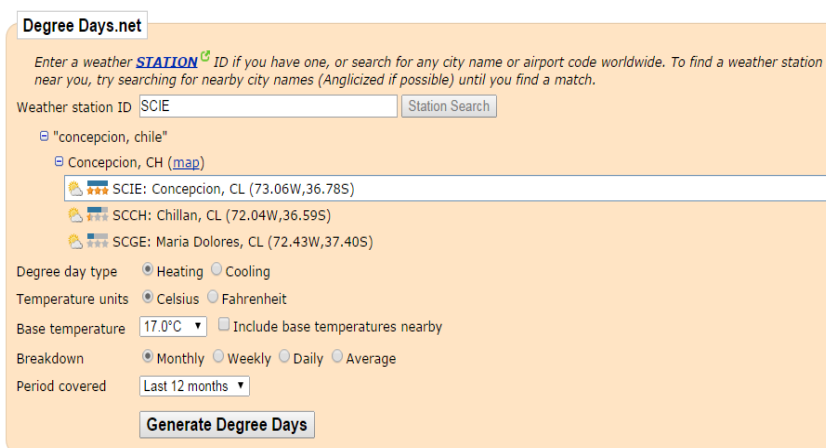 Degree Days.net
Enter a weather STATION ID if you have one, or search for any city name or airport code worldwide. To find a weather station
near you, try searching for nearby city names (Anglicized if possible) until you find a match.
Weather station ID SCIE Station Search
"concepcion, chile"
Concepcion, CH (map)
SCIE: Concepcion, CL (73.06W,36.78S)
SCCH: Chillan, CL (72.04W,36.59S)
SCGE: Maria Dolores, CL (72.43W,37.40S)
Degree day type Heating Cooling
Temperature units Celsius Fahrenheit
Base temperature 17.0°C Include base temperatures nearby
Breakdown Monthly Weekly Daily Average
Period covered Last 12 months
Generate Degree Days